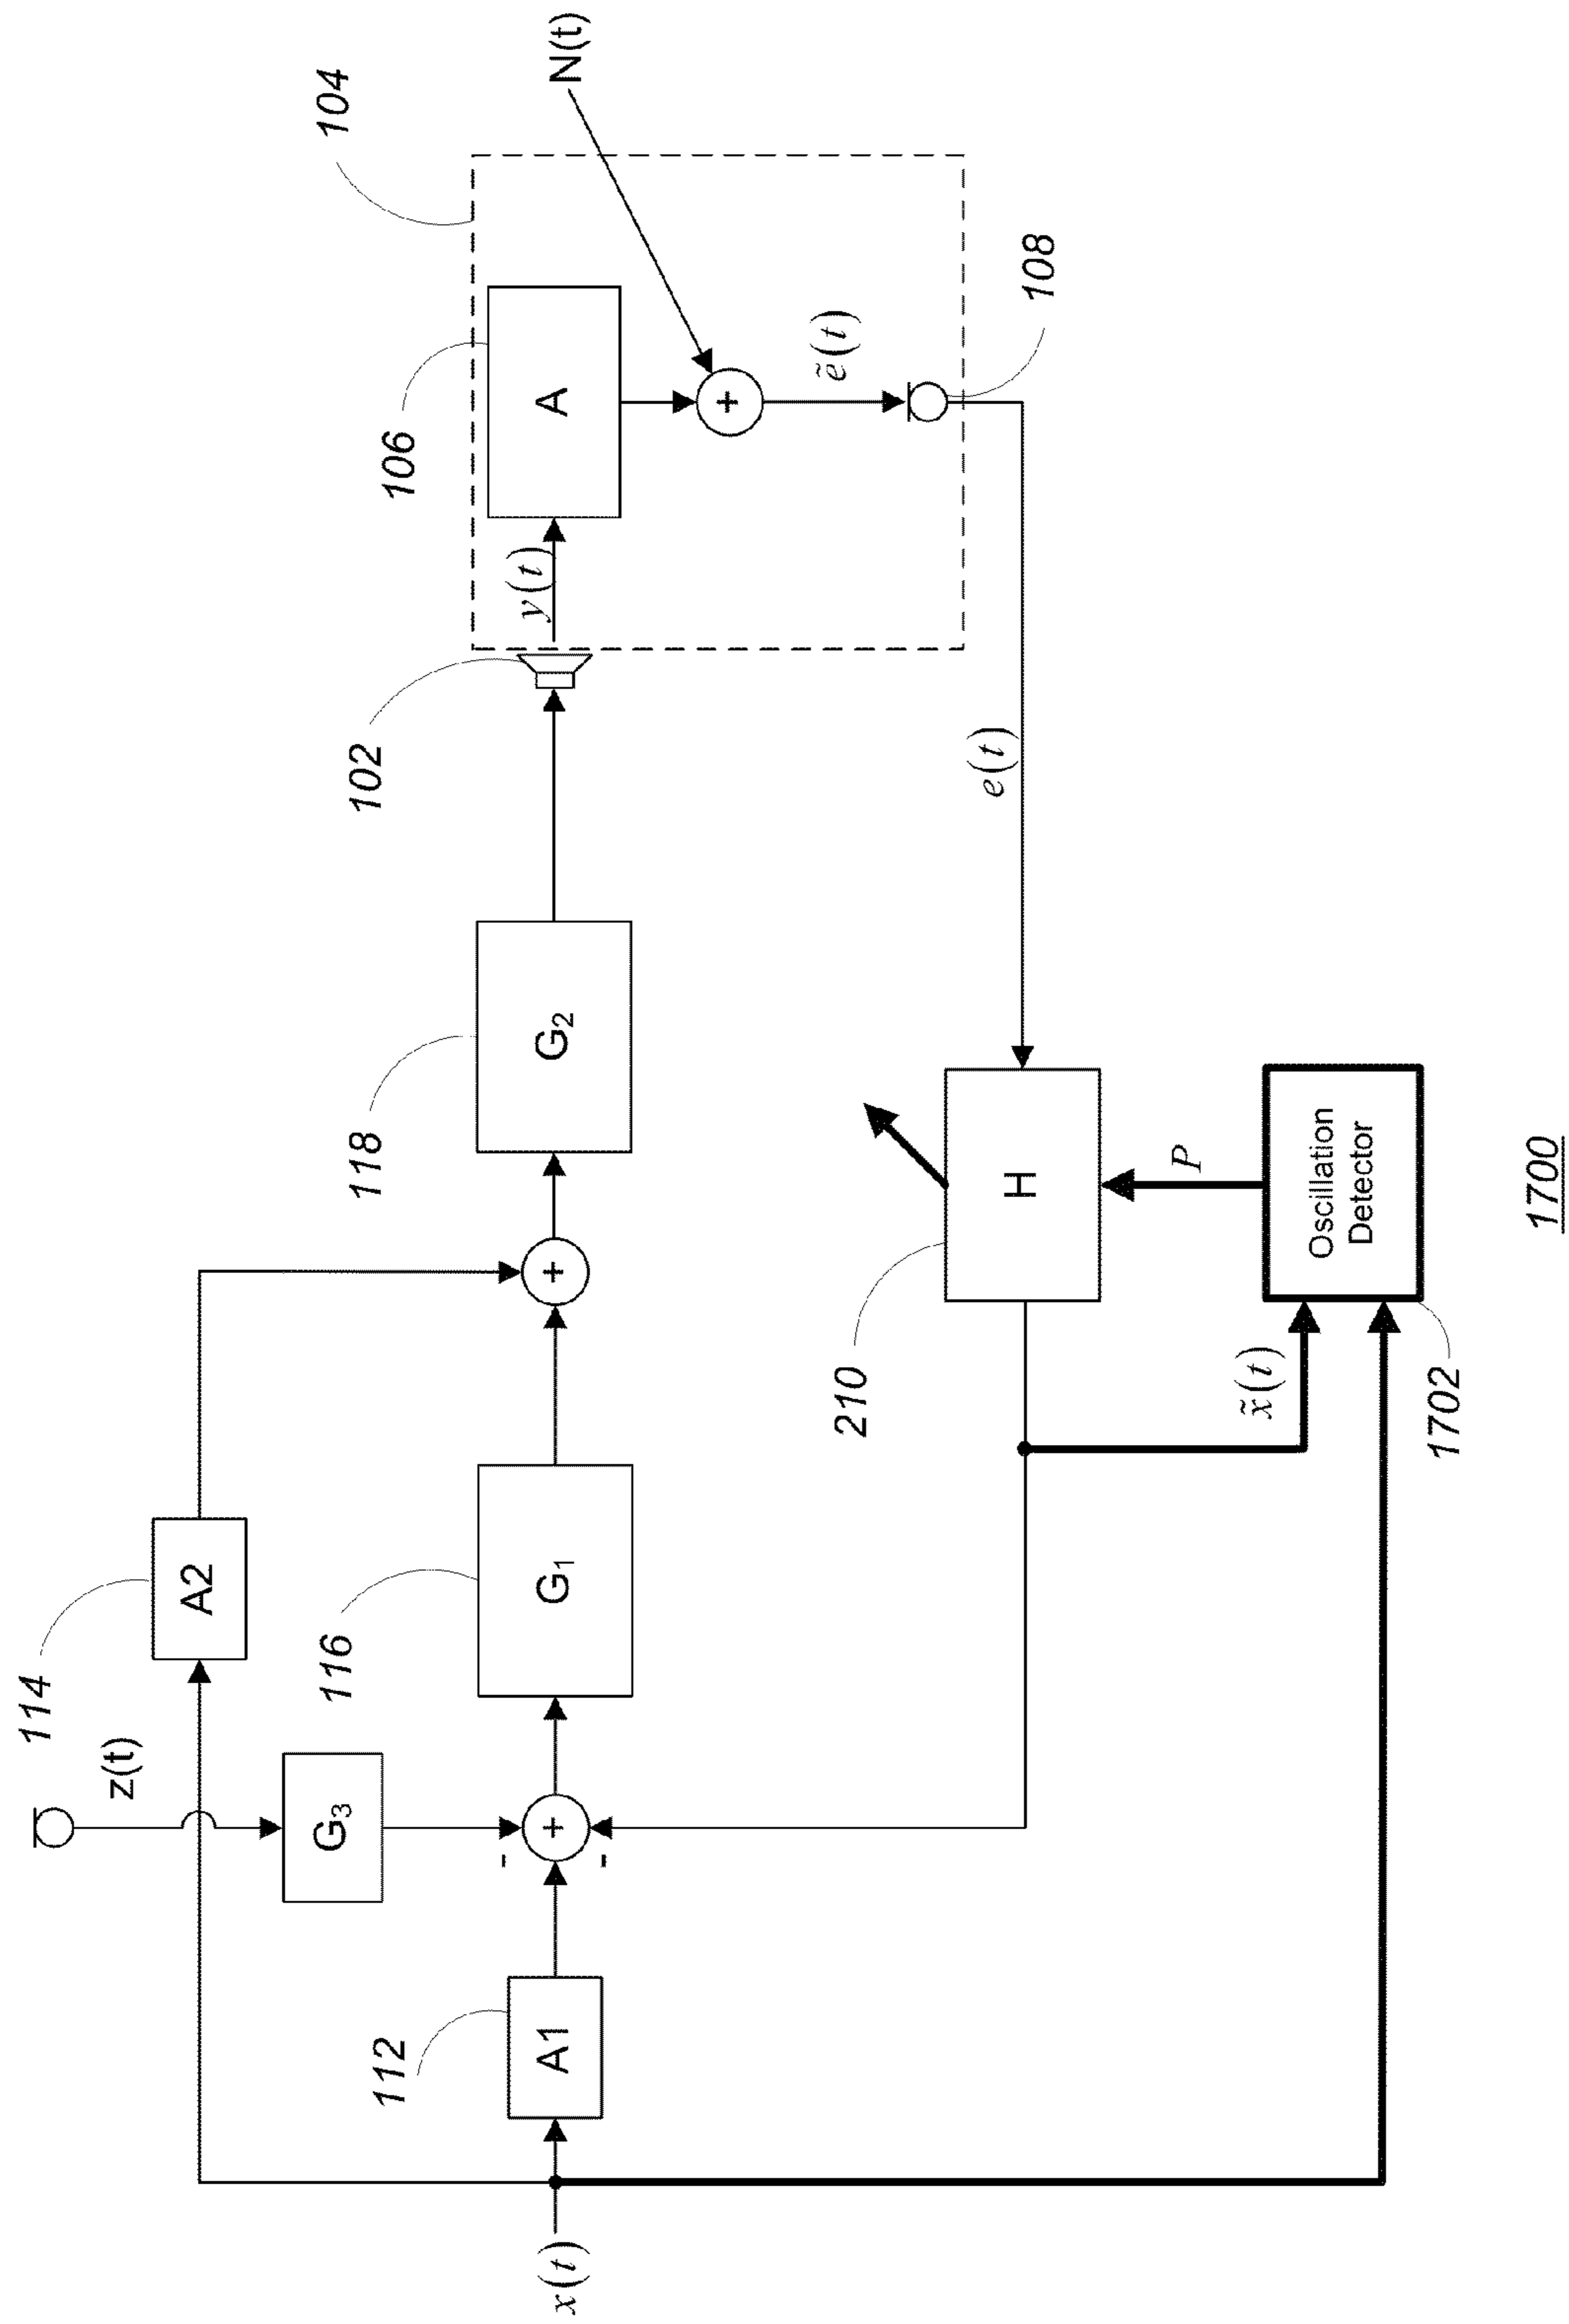 114
z(t)
A2
G₃
112
A1
x(t)
-
+
-
116
G₁
+
118
G₂
102
y(t)
104
106
A
N(t)
+
ẽ(t)
108
e(t)
210
H
P
x̃(t)
Oscillation
Detector
1702
1700